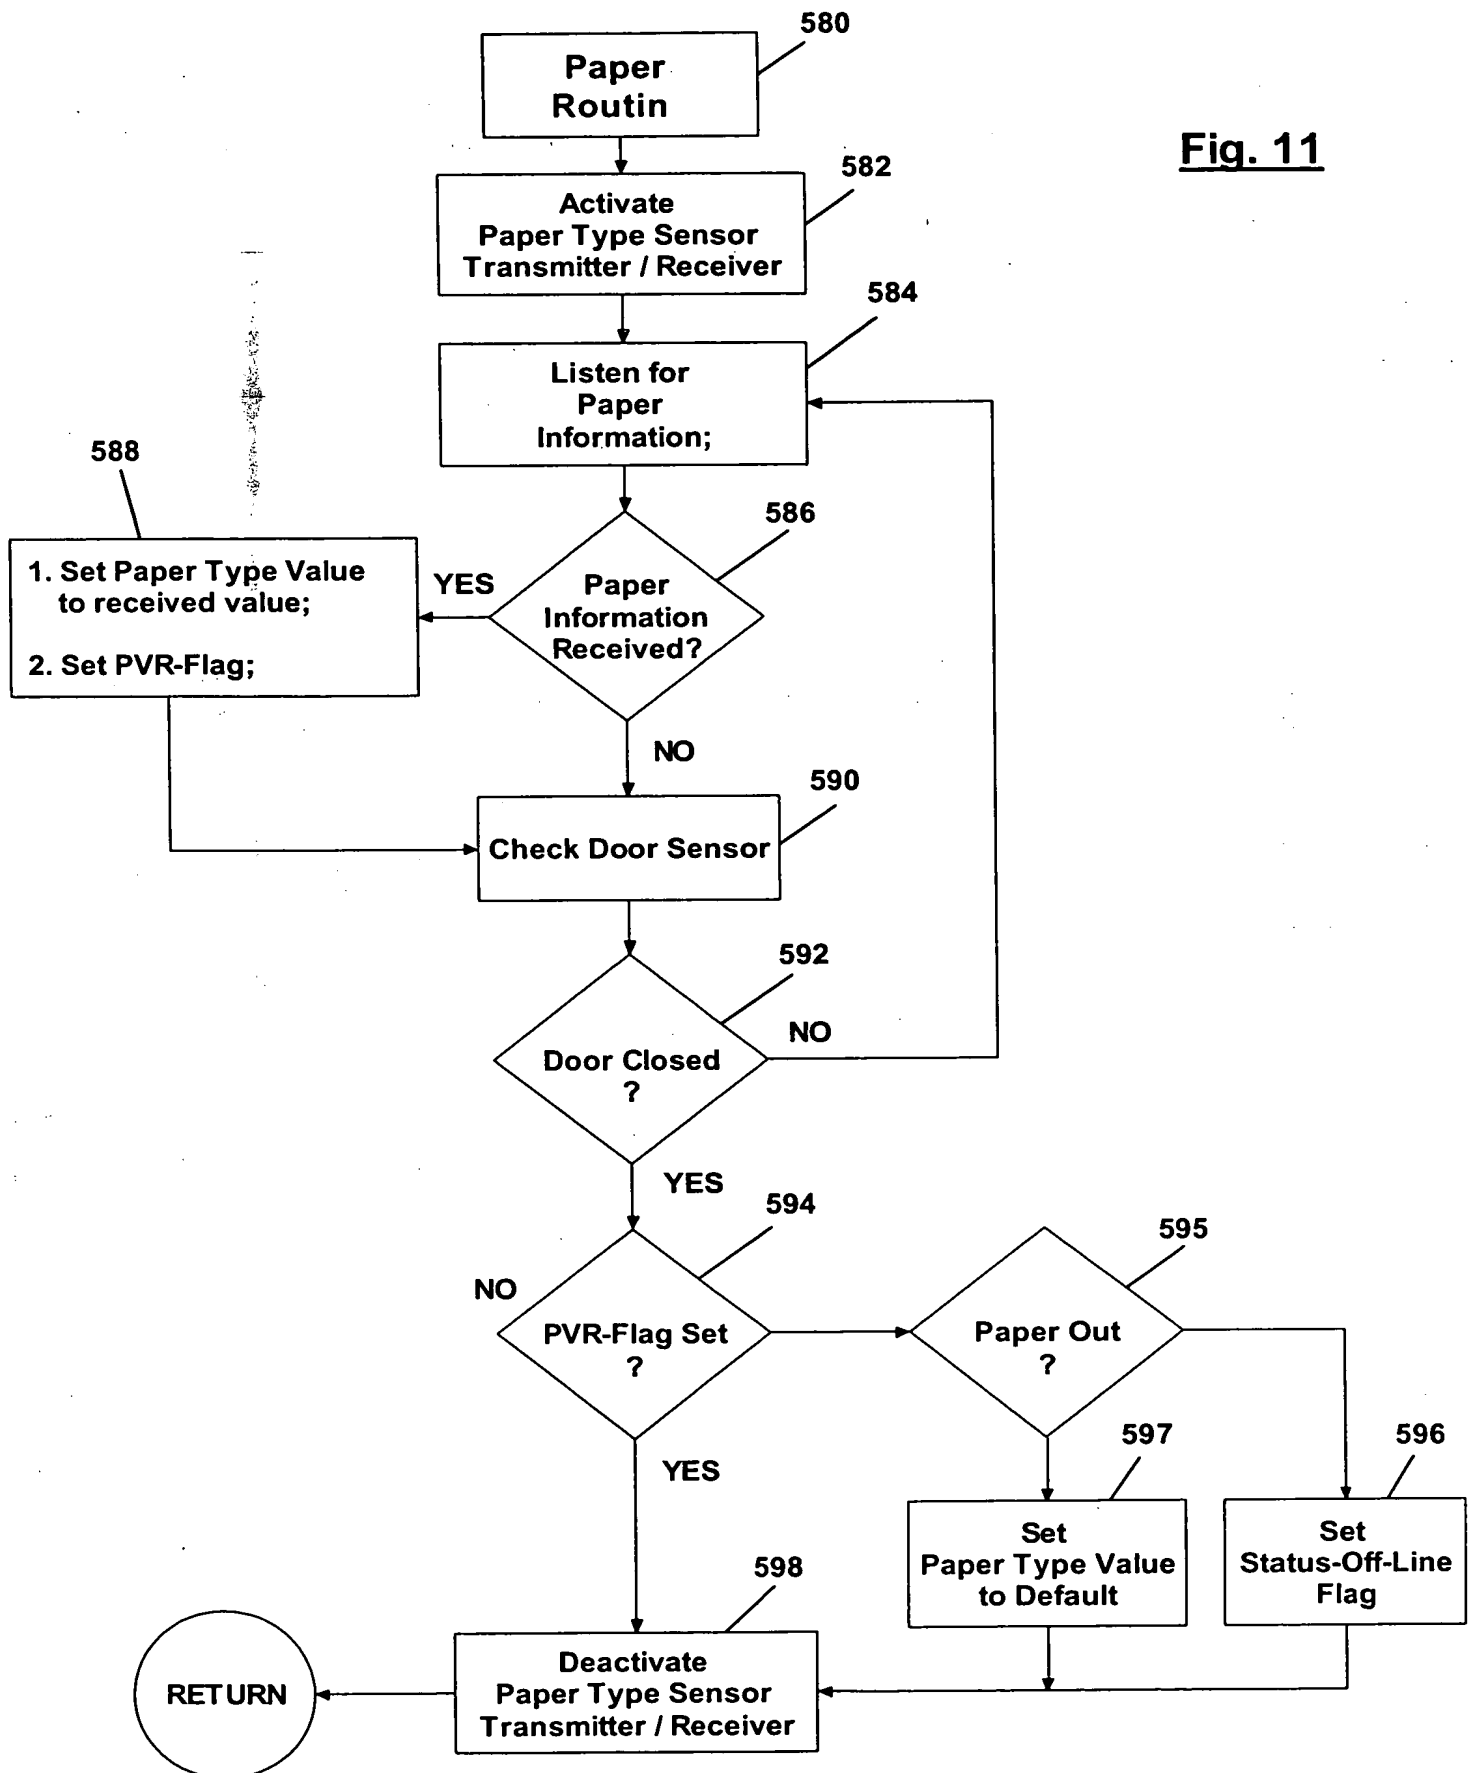 580
Paper
Routin
Fig. 11
582
Activate
Paper Type Sensor
Transmitter / Receiver
584
Listen for
Paper
Information;
588
586
1. Set Paper Type Value
to received value;
2. Set PVR-Flag;
YES
Paper
Information
Received?
NO
590
Check Door Sensor
592
Door Closed
?
NO
YES
594
NO
PVR-Flag Set
?
595
Paper Out
?
YES
597
Set
Paper Type Value
to Default
596
Set
Status-Off-Line
Flag
598
Deactivate
Paper Type Sensor
Transmitter / Receiver
RETURN